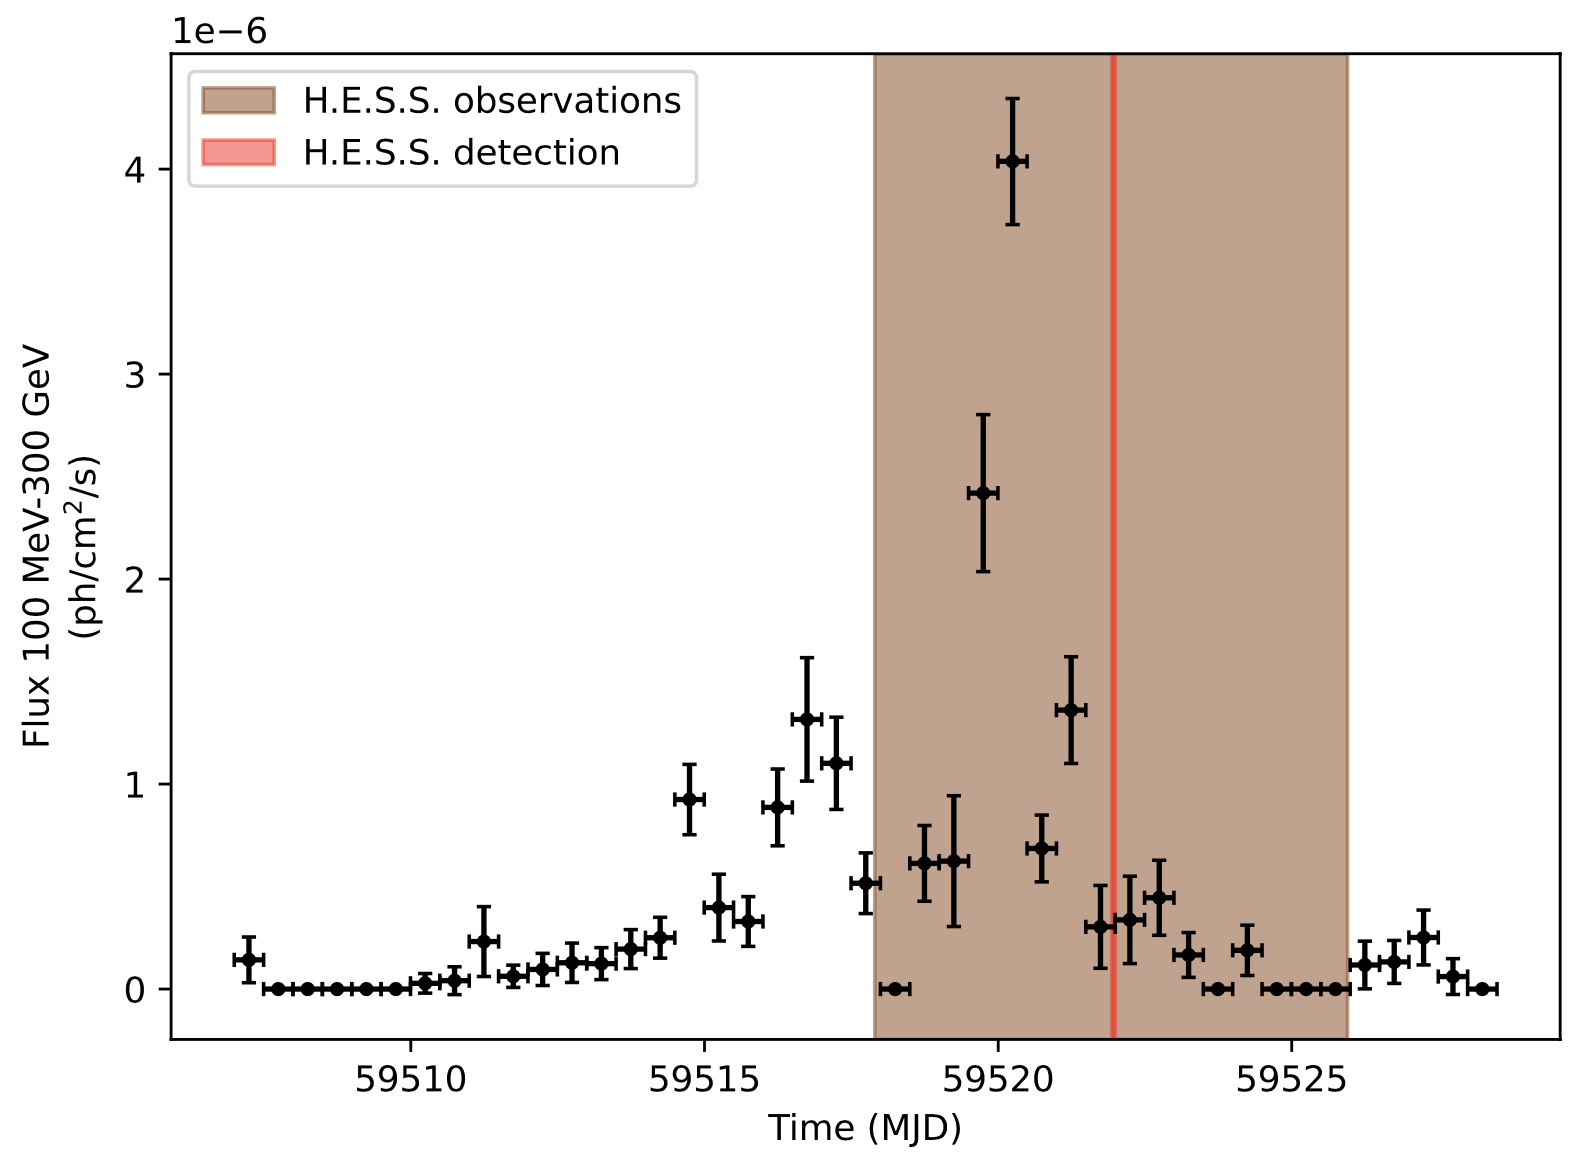 1e−6
H.E.S.S. observations
H.E.S.S. detection
4
3
2
1
0
Flux 100 MeV-300 GeV
(ph/cm²/s)
59510 59515 59520 59525
Time (MJD)